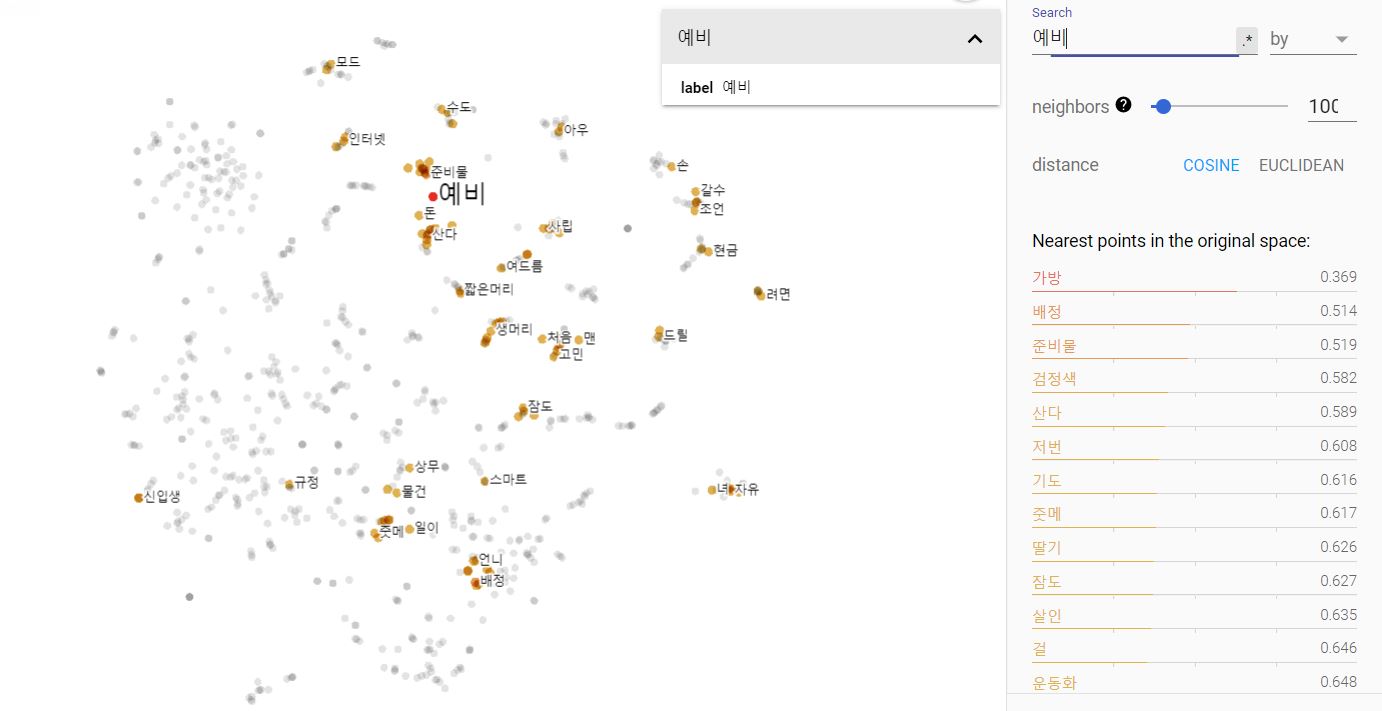 예비
label 예비
모드
수도
아우
인터넷
준비물
손
예비
갈수
조언
돈
산다
사립
현금
여드름
짧은머리
려면
생머리
처음
맨
드릴
고민
잠도
상무
스마트
규정
물건
신입생
자유
줏메
일이
언니
배정
Search
예비
.*
by
neighbors ?
100
distance
COSINE
EUCLIDEAN
Nearest points in the original space:
가방 0.369
배정 0.514
준비물 0.519
검정색 0.582
산다 0.589
저번 0.608
기도 0.616
줏메 0.617
딸기 0.626
잠도 0.627
살인 0.635
걸 0.646
운동화 0.648